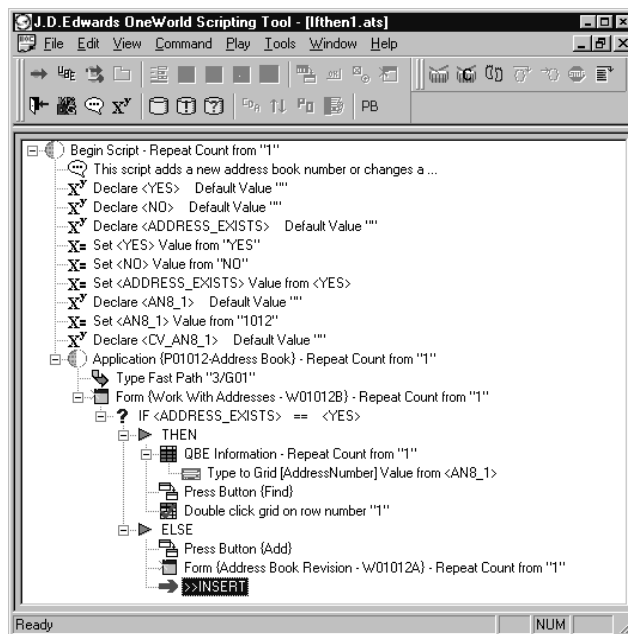 J.D.Edwards OneWorld Scripting Tool - [Ifthen1.ats]
File Edit View Command Play Tools Window Help
UBE
PB
Begin Script - Repeat Count from "1"
This script adds a new address book number or changes a ...
Declare <YES> Default Value ""
Declare <NO> Default Value ""
Declare <ADDRESS_EXISTS> Default Value ""
Set <YES> Value from "YES"
Set <NO> Value from "NO"
Set <ADDRESS_EXISTS> Value from <YES>
Declare <AN8_1> Default Value ""
Set <AN8_1> Value from "1012"
Declare <CV_AN8_1> Default Value ""
Application {P01012-Address Book} - Repeat Count from "1"
Type Fast Path "3/G01"
Form {Work With Addresses - W01012B} - Repeat Count from "1"
? IF <ADDRESS_EXISTS> == <YES>
THEN
QBE Information - Repeat Count from "1"
Type to Grid [AddressNumber] Value from <AN8_1>
Press Button {Find}
Double click grid on row number "1"
ELSE
Press Button {Add}
Form {Address Book Revision - W01012A} - Repeat Count from "1"
>>INSERT
Ready NUM